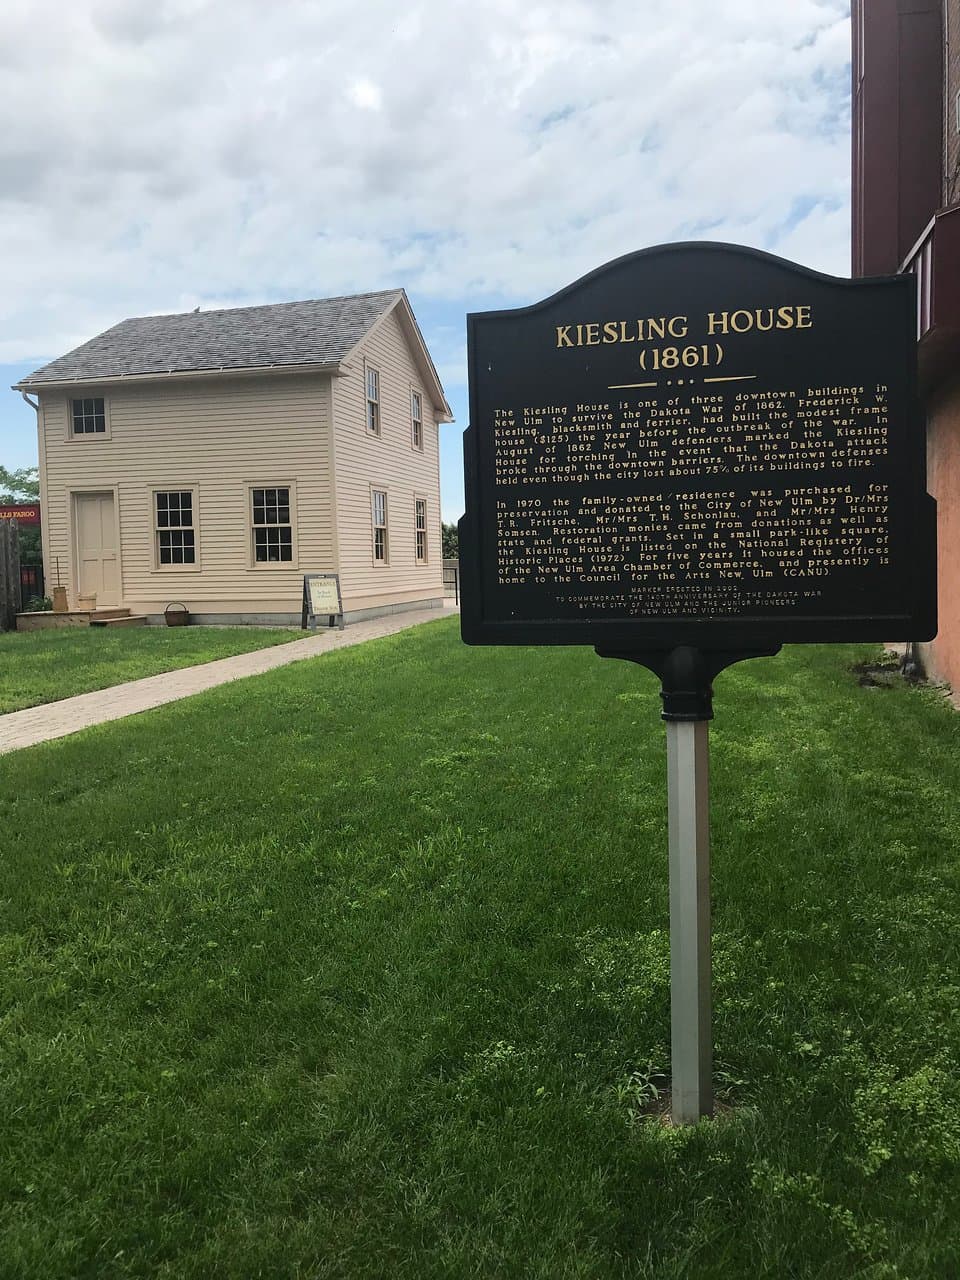 KIESLING HOUSE
(1861)
The Kiesling House is one of three downtown buildings in
New Ulm to survive the Dakota War of 1862. Frederick W.
Kiesling, blacksmith and ferrier, had built the modest frame
house ($125) the year before the outbreak of the war. In
August of 1862 New Ulm defenders marked the Kiesling
House for torching in the event that the Dakota attack
broke through the downtown barriers. The downtown defenses
held even though the city lost about 75% of its buildings to fire.
In 1970 the family-owned residence was purchased for
preservation and donated to the City of New Ulm by Dr/Mrs
T.R. Fritsche, Mr/Mrs T.H. Schonlau, and Mr/Mrs Henry
Somsen. Restoration monies came from donations as well as
state and federal grants. Set in a small park-like square,
the Kiesling House is listed on the National Registry of
Historic Places (1972). For five years it housed the offices
of the New Ulm Area Chamber of Commerce, and presently is
home to the Council for the Arts New Ulm (CANU).
MARKER ERECTED IN 2002
TO COMMEMORATE THE 140TH ANNIVERSARY OF THE DAKOTA WAR
BY THE CITY OF NEW ULM AND THE JUNIOR PIONEERS
OF NEW ULM AND VICINITY.
LLS FARGO
ENTRANCE